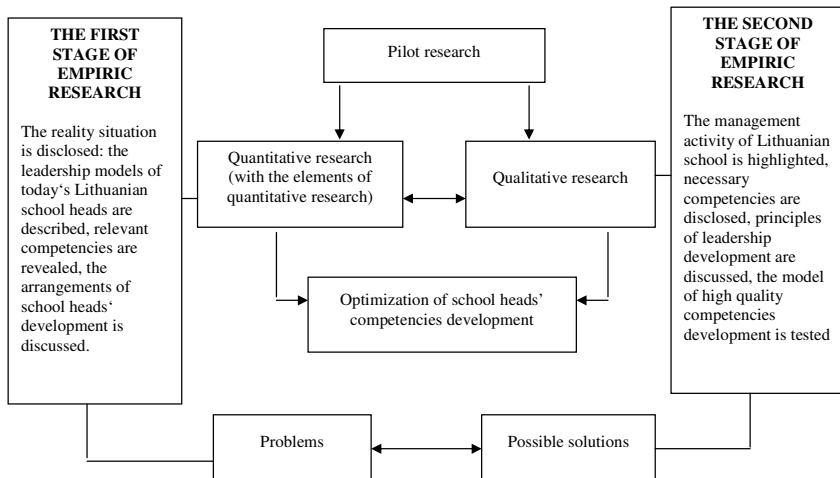 THE FIRST
STAGE OF
EMPIRIC
RESEARCH
The reality situation
is disclosed: the
leadership models of
today‘s Lithuanian
school heads are
described, relevant
competencies are
revealed, the
arrangements of
school heads‘
development is
discussed.
Pilot research
Quantitative research
(with the elements of
quantitative research)
Qualitative research
Optimization of school heads’
competencies development
Problems
Possible solutions
THE SECOND
STAGE OF
EMPIRIC
RESEARCH
The management
activity of Lithuanian
school is highlighted,
necessary
competencies are
disclosed, principles
of leadership
development are
discussed, the model
of high quality
competencies
development is tested